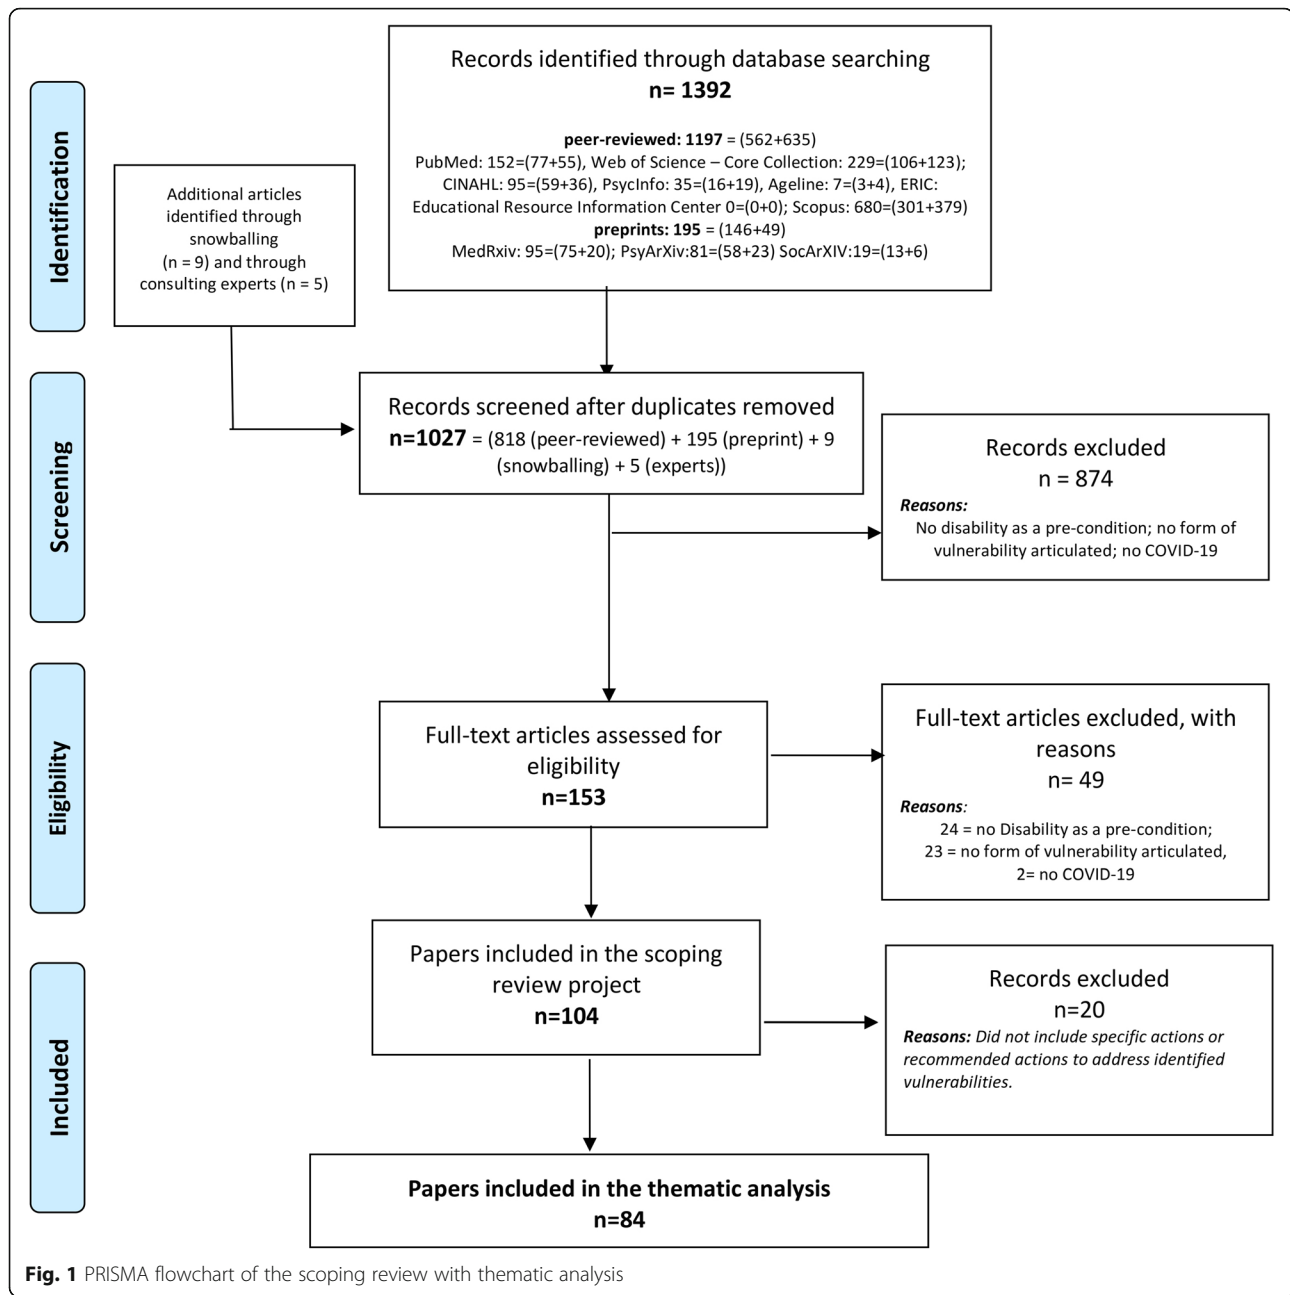 Identification
Records identified through database searching
n= 1392
peer-reviewed: 1197 = (562+635)
PubMed: 152=(77+55), Web of Science – Core Collection: 229=(106+123);
CINAHL: 95=(59+36), PsycInfo: 35=(16+19), Ageline: 7=(3+4), ERIC:
Educational Resource Information Center 0=(0+0); Scopus: 680=(301+379)
preprints: 195 = (146+49)
MedRxiv: 95=(75+20); PsyArXiv:81=(58+23) SocArXIV:19=(13+6)
Additional articles
identified through
snowballing
(n = 9) and through
consulting experts (n = 5)
Screening
Records screened after duplicates removed
n=1027 = (818 (peer-reviewed) + 195 (preprint) + 9
(snowballing) + 5 (experts))
Records excluded
n = 874
Reasons:
No disability as a pre-condition; no form of
vulnerability articulated; no COVID-19
Eligibility
Full-text articles assessed for
eligibility
n=153
Full-text articles excluded, with
reasons
n= 49
Reasons:
24 = no Disability as a pre-condition;
23 = no form of vulnerability articulated,
2= no COVID-19
Included
Papers included in the scoping
review project
n=104
Records excluded
n=20
Reasons: Did not include specific actions or
recommended actions to address identified
vulnerabilities.
Papers included in the thematic analysis
n=84
Fig. 1 PRISMA flowchart of the scoping review with thematic analysis